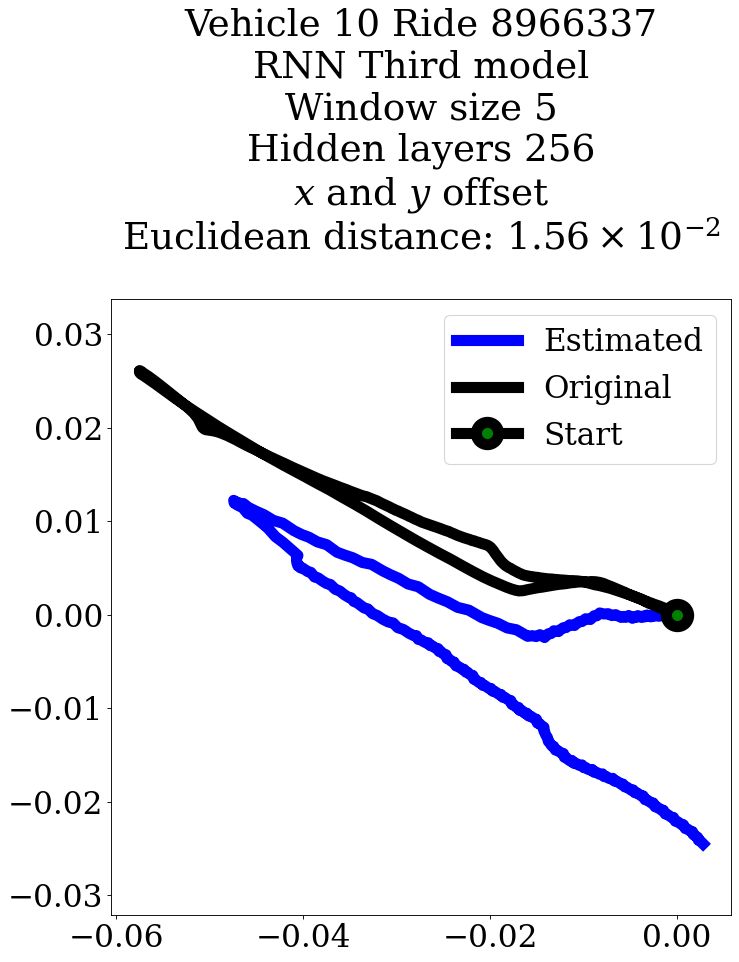 Vehicle 10 Ride 8966337
RNN Third model
Window size 5
Hidden layers 256
x and y offset
Euclidean distance: 1.56 × 10⁻²
Estimated
Original
Start
0.03
0.02
0.01
0.00
−0.01
−0.02
−0.03
−0.06 −0.04 −0.02 0.00